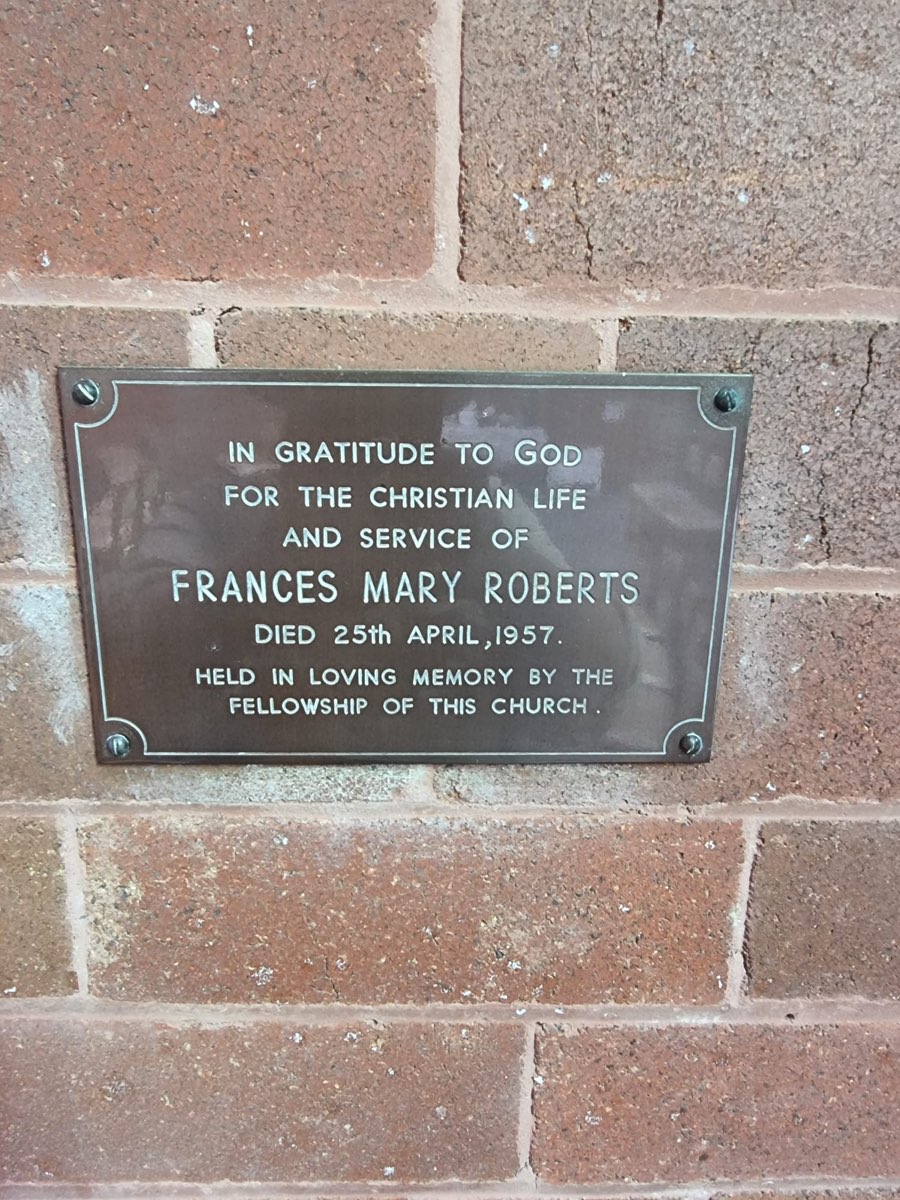 IN GRATITUDE TO GOD
FOR THE CHRISTIAN LIFE
AND SERVICE OF
FRANCES MARY ROBERTS
DIED 25th APRIL, 1957.
HELD IN LOVING MEMORY BY THE
FELLOWSHIP OF THIS CHURCH.